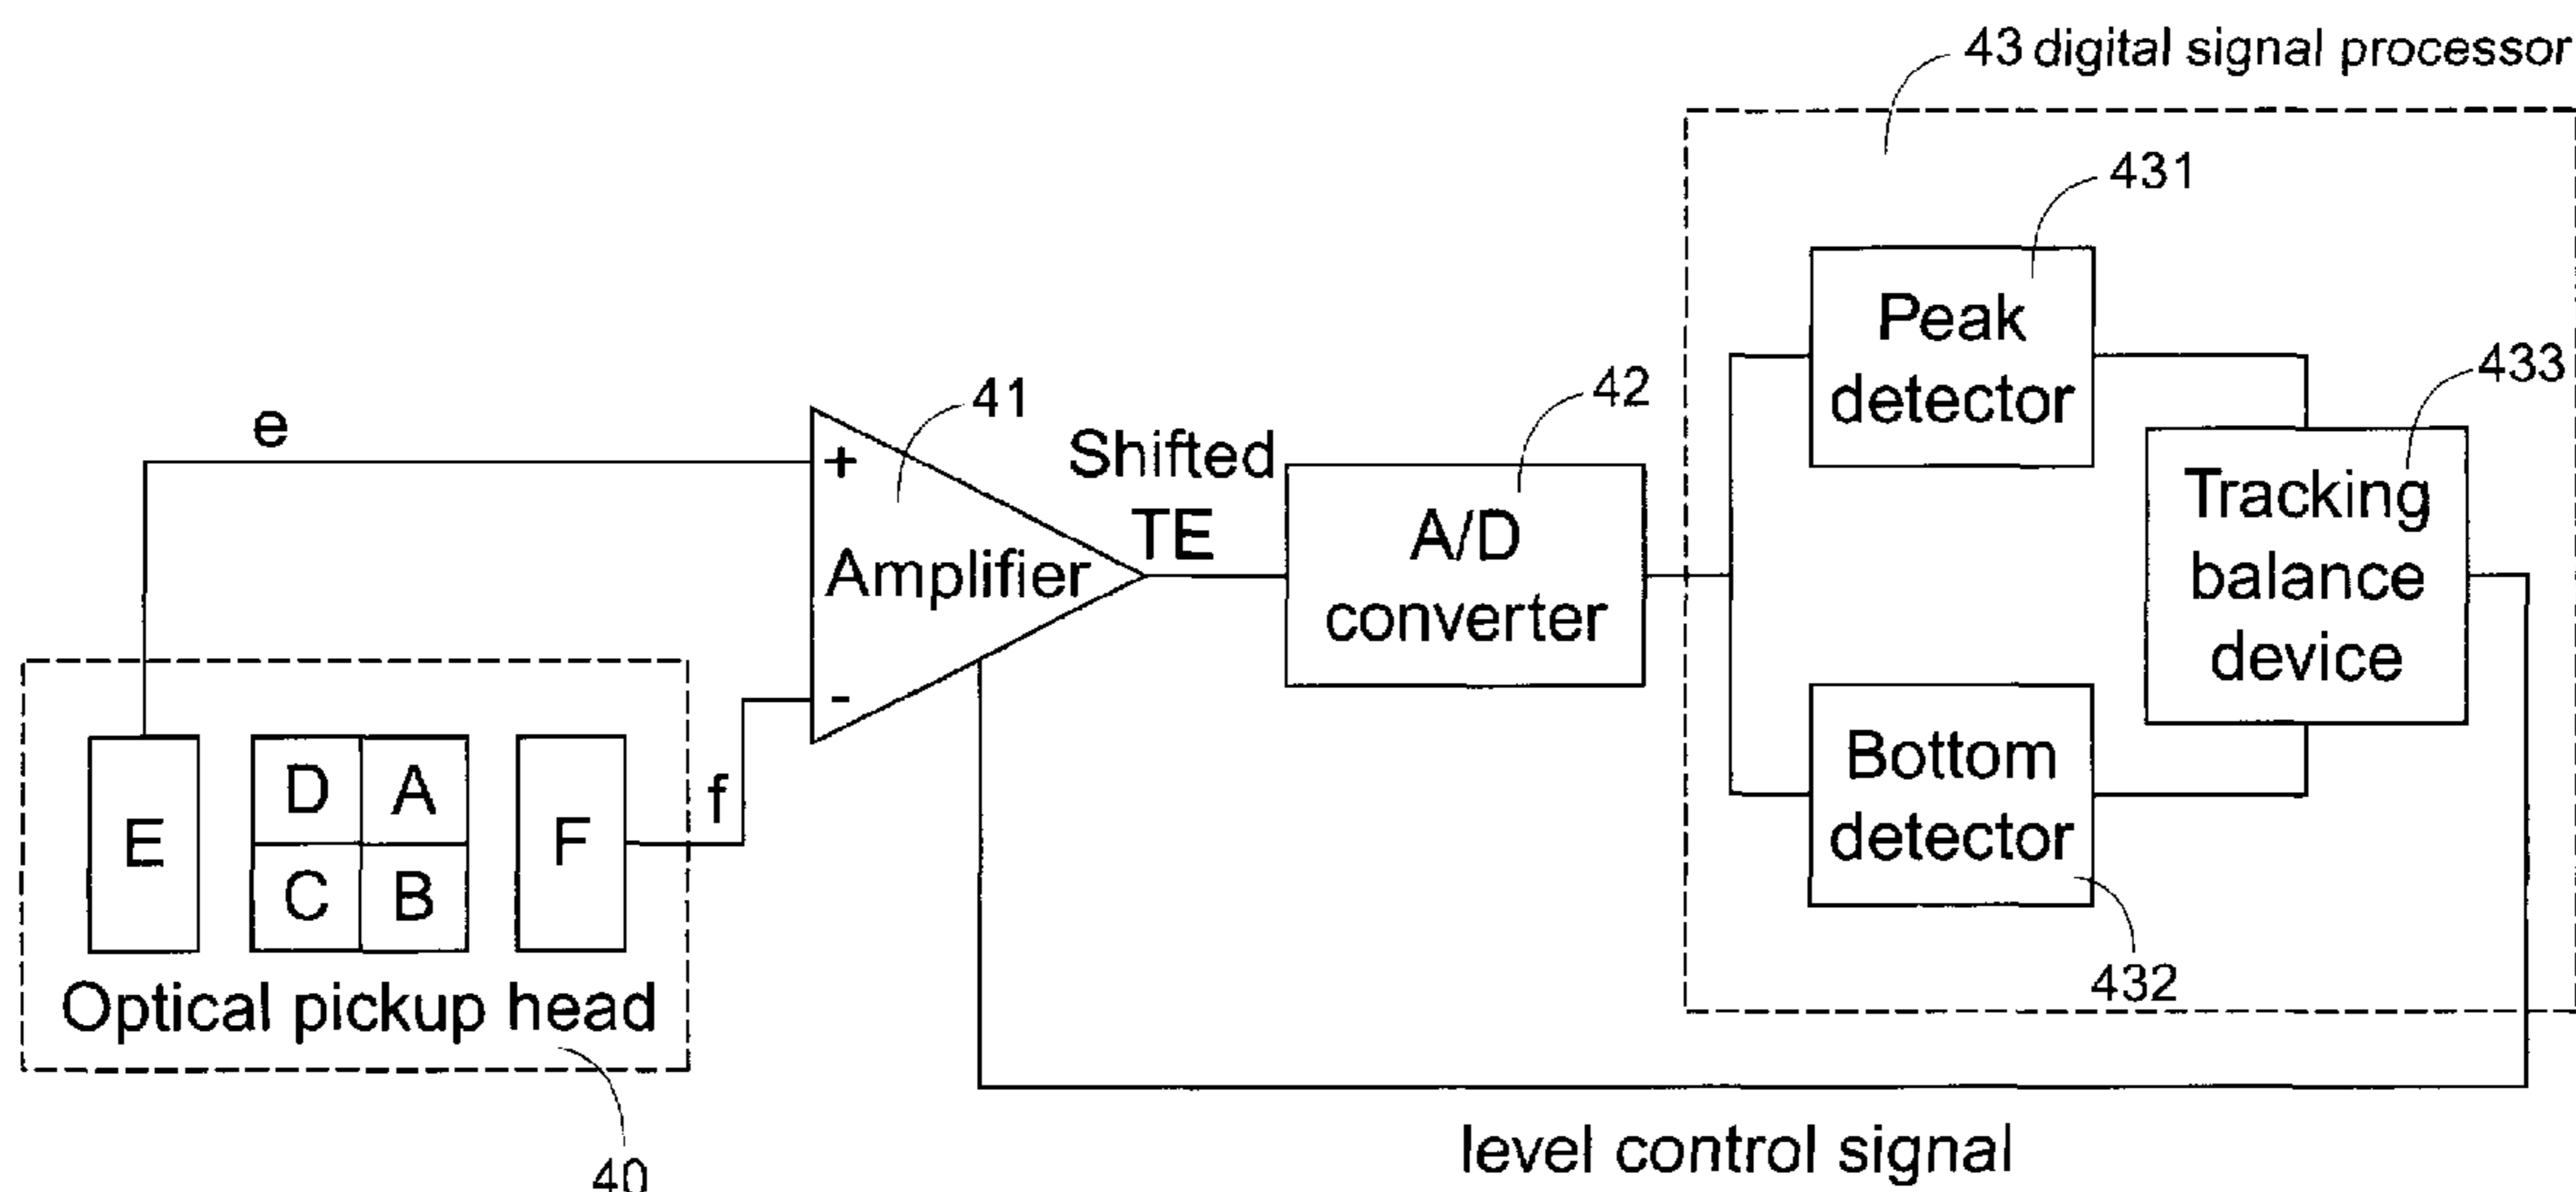 43 digital signal processor
431
Peak
detector
433
Tracking
balance
device
42
A/D
converter
41
e
+
Amplifier
-
Shifted
TE
f
E
D A
C B
F
Optical pickup head
40
Bottom
detector
432
level control signal